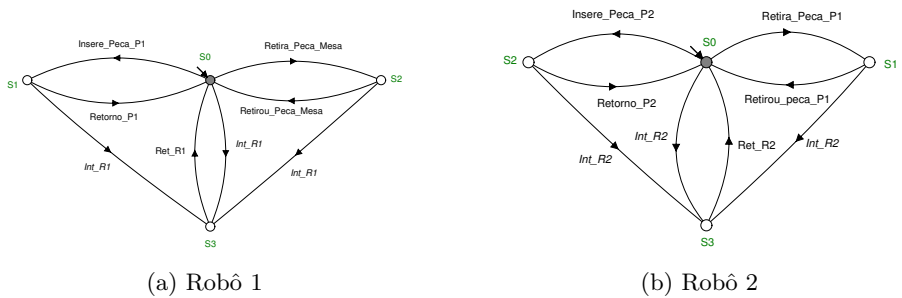 Insere_Peca_P1
S0
Retira_Peca_Mesa
S1
S2
Retorno_P1
Retirou_Peca_Mesa
Int_R1
Ret_R1
Int_R1
Int_R1
S3
(a) Robô 1
Insere_Peca_P2
Retira_Peca_P1
S0
S2
S1
Retorno_P2
Retirou_peca_P1
Int_R2
Int_R2
Ret_R2
Int_R2
S3
(b) Robô 2